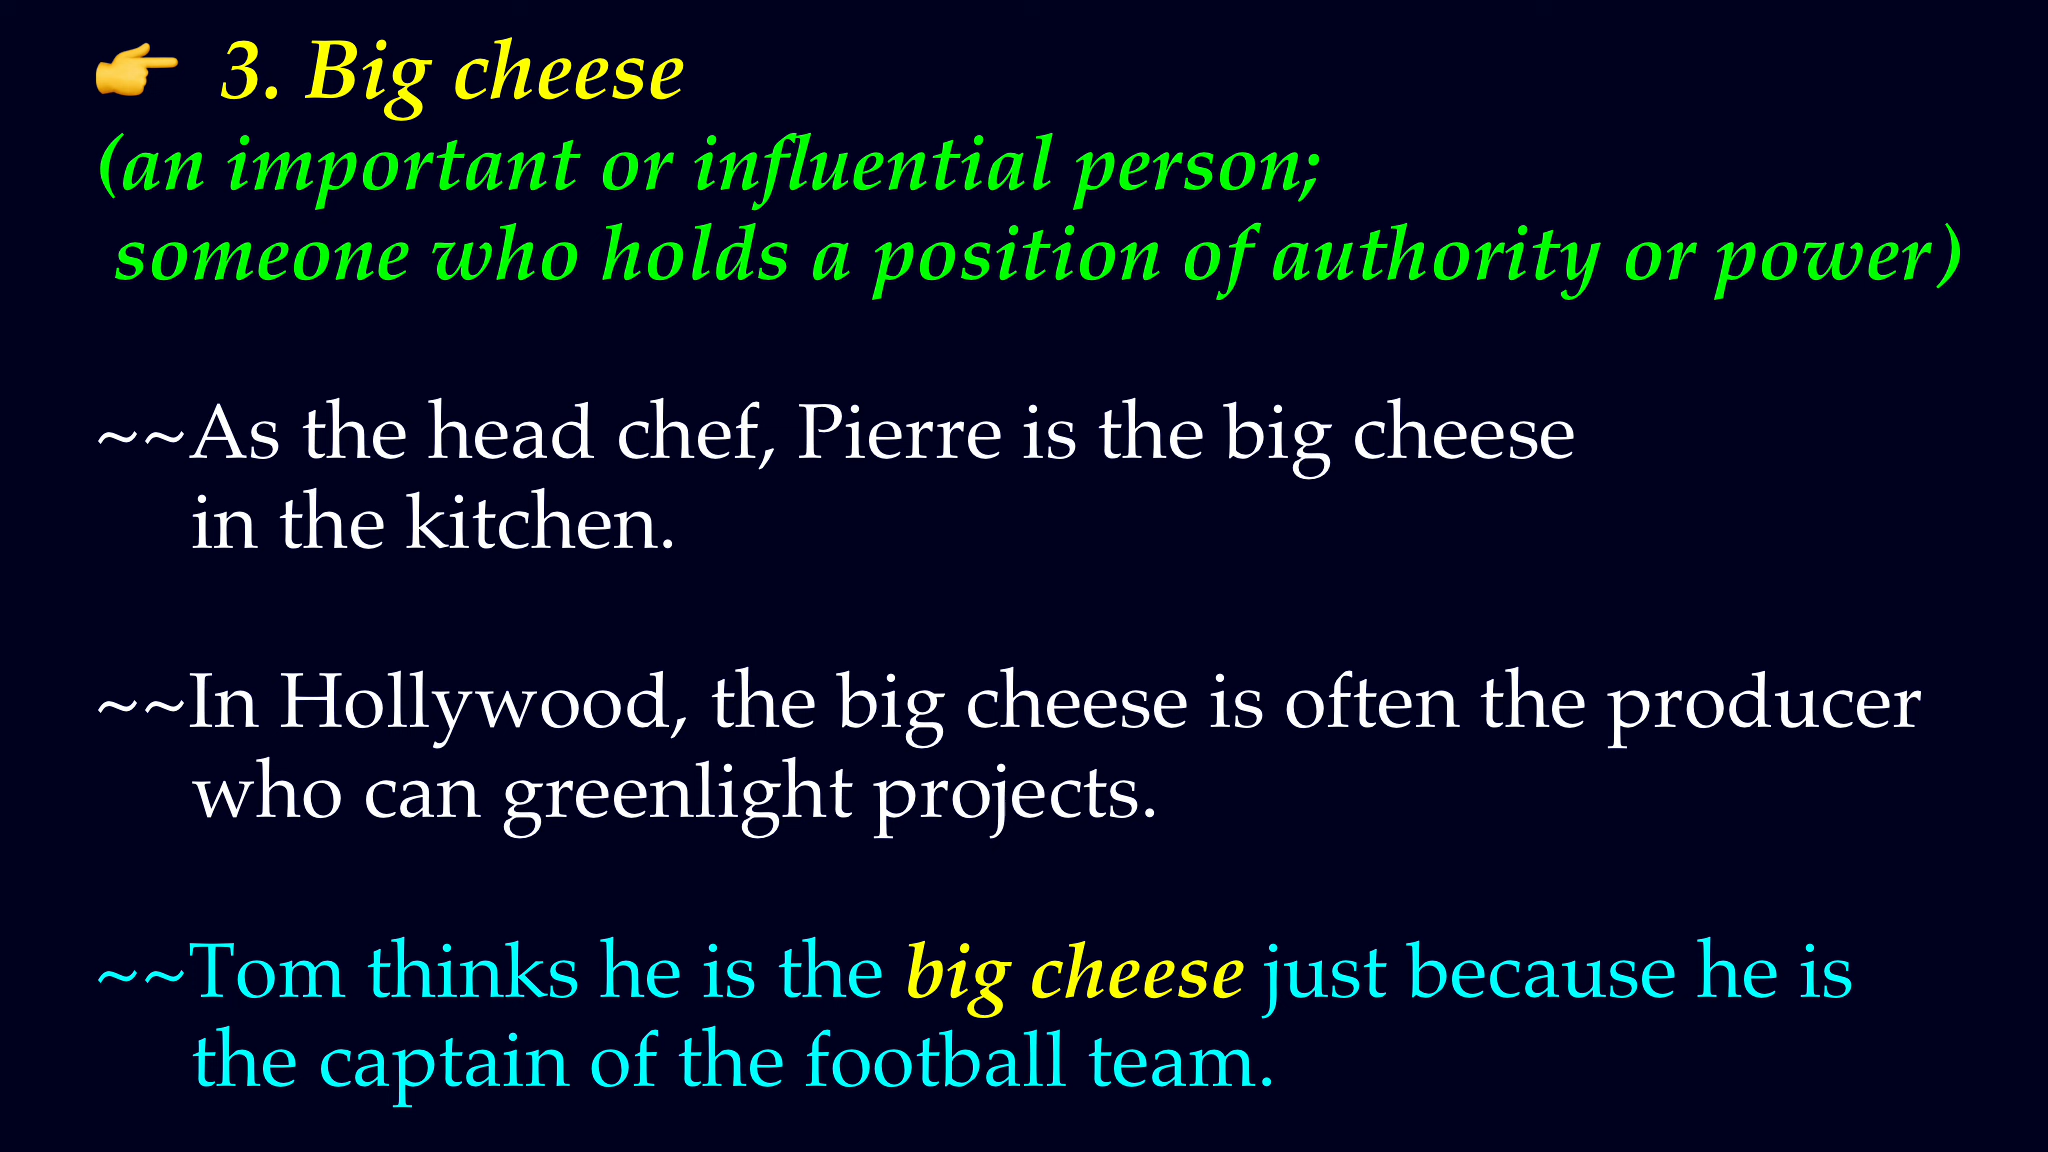 👉 3. Big cheese
(an important or influential person;
someone who holds a position of authority or power)
~~As the head chef, Pierre is the big cheese
in the kitchen.
~~In Hollywood, the big cheese is often the producer
who can greenlight projects.
~~Tom thinks he is the big cheese just because he is
the captain of the football team.